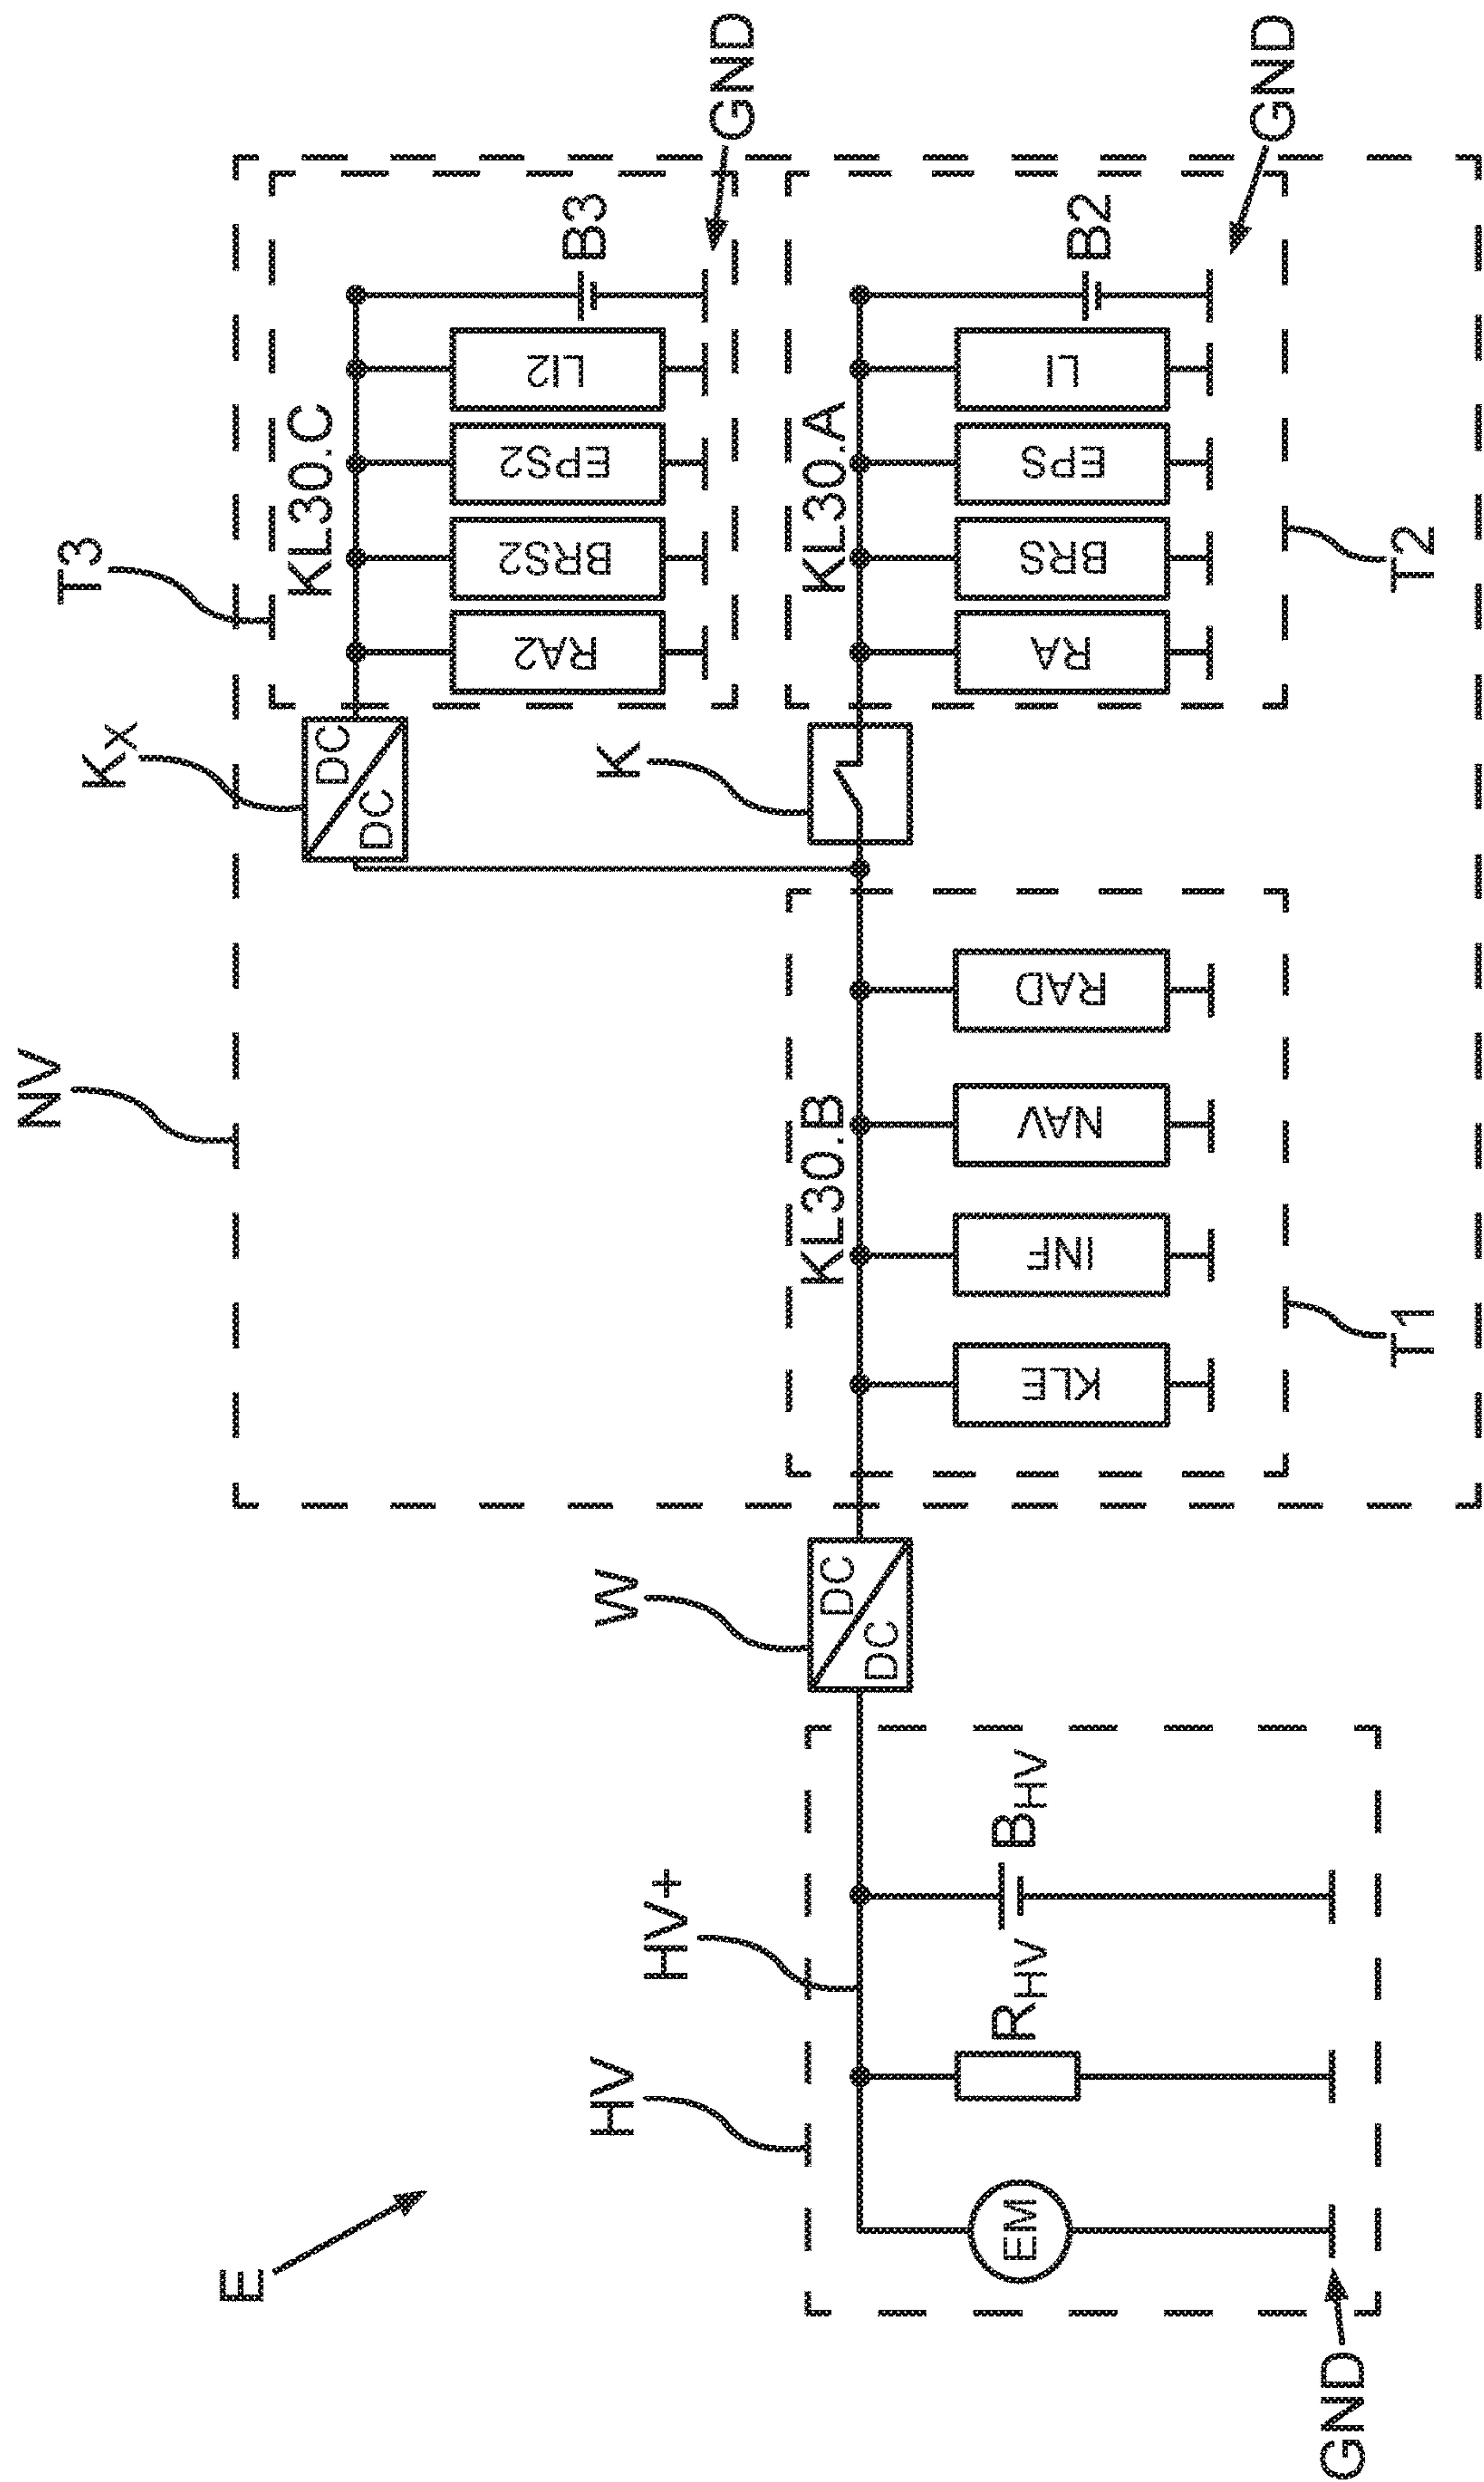 E
HV
HV+
EM
RHV
BHV
GND
W
DC
DC
NV
KL30.B
KLE
INF
NAV
RAD
T1
Kx
DC
DC
K
T3
KL30.C
RA2
BRS2
EPS2
LI2
B3
GND
KL30.A
RA
BRS
EPS
LI
B2
GND
T2